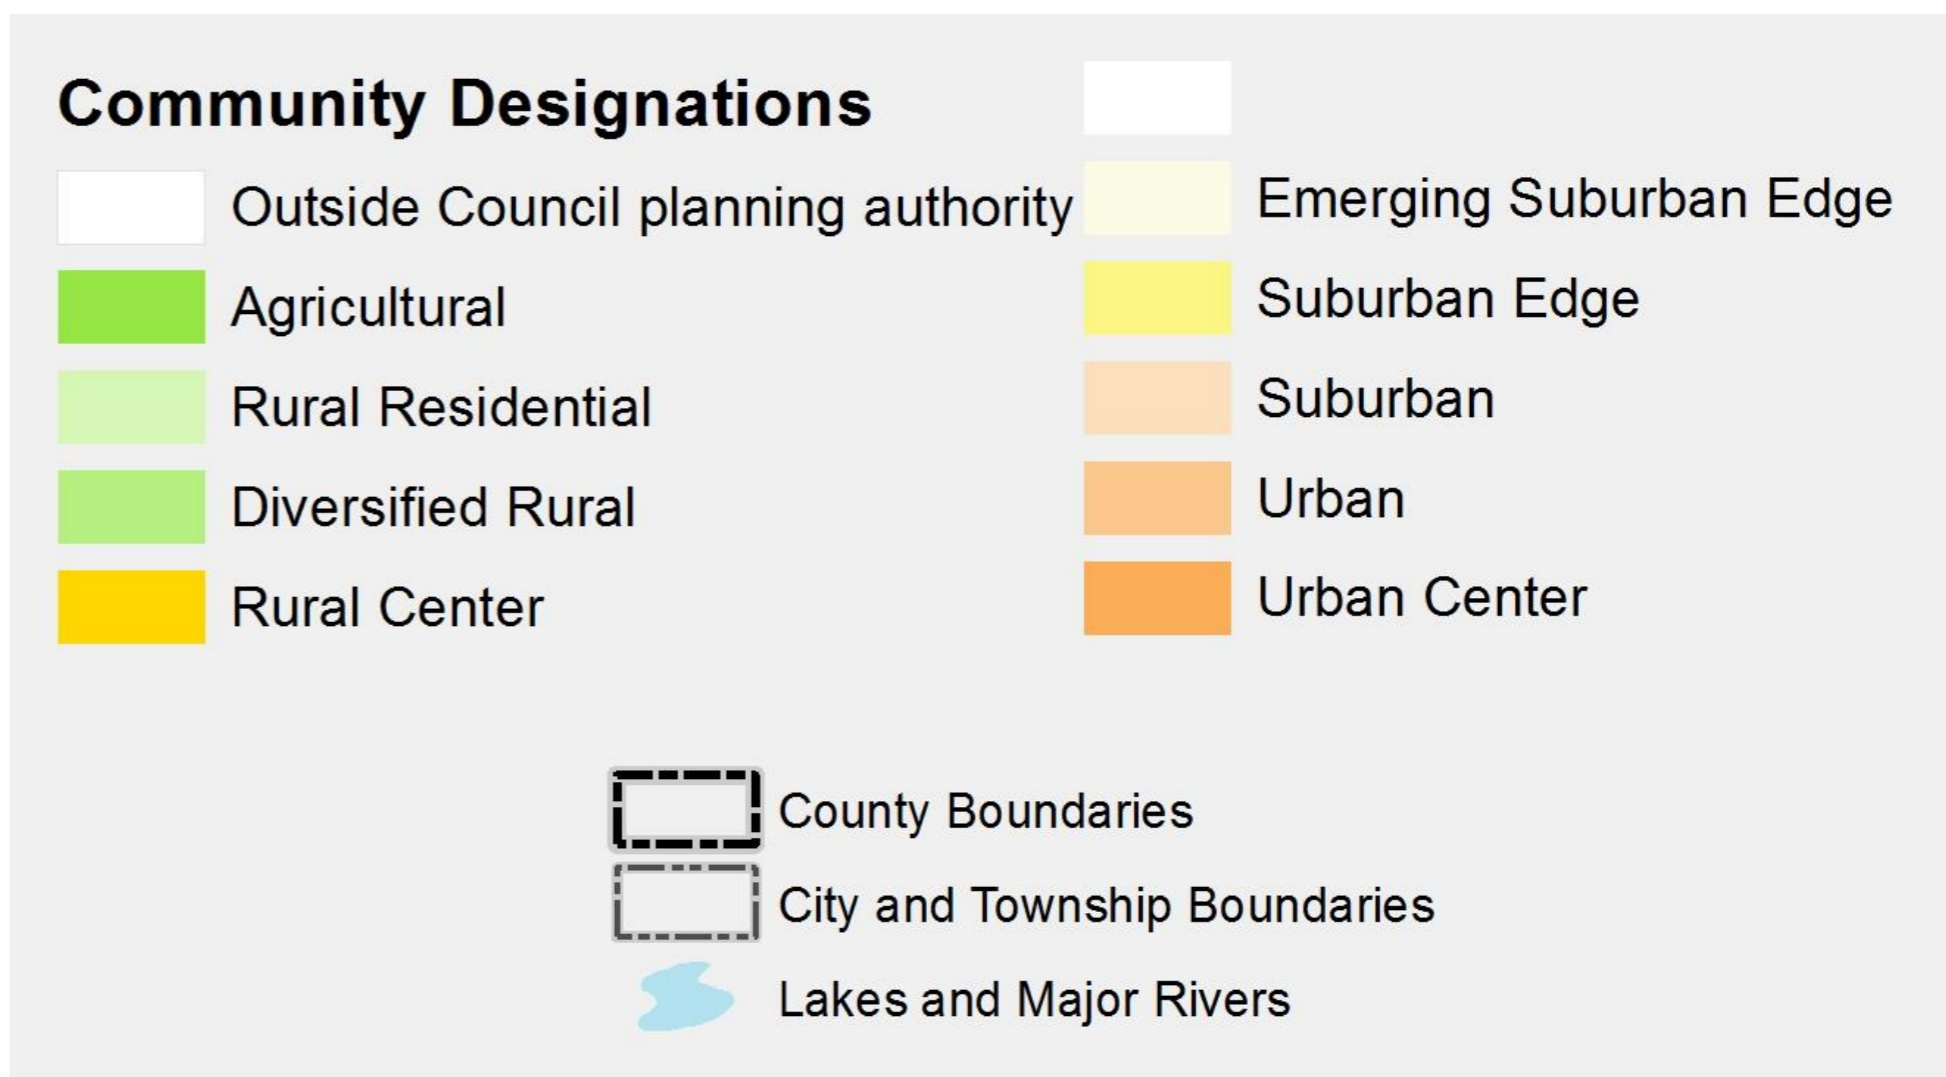 Community Designations
Outside Council planning authority
Agricultural
Rural Residential
Diversified Rural
Rural Center
Emerging Suburban Edge
Suburban Edge
Suburban
Urban
Urban Center
County Boundaries
City and Township Boundaries
Lakes and Major Rivers